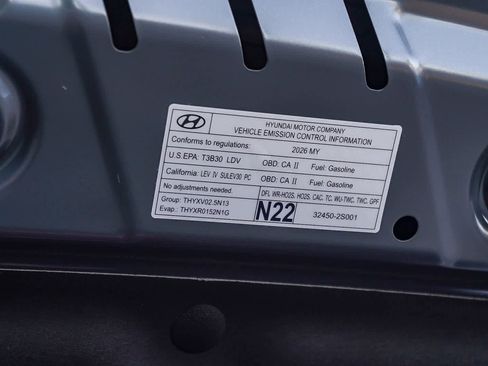 HYUNDAI MOTOR COMPANY
VEHICLE EMISSION CONTROL INFORMATION
Conforms to regulations: 2026 MY
U.S.EPA: T3B30 LDV OBD: CA II Fuel: Gasoline
California: LEV IV SULEV30 PC OBD: CA II Fuel: Gasoline
No adjustments needed. DFI, WR-HO2S, HO2S, CAC, TC, WU-TWC, TWC, GPF
Group: THYXV02.5N13
Evap.: THYXR0152N1G
N22
32450-2S001